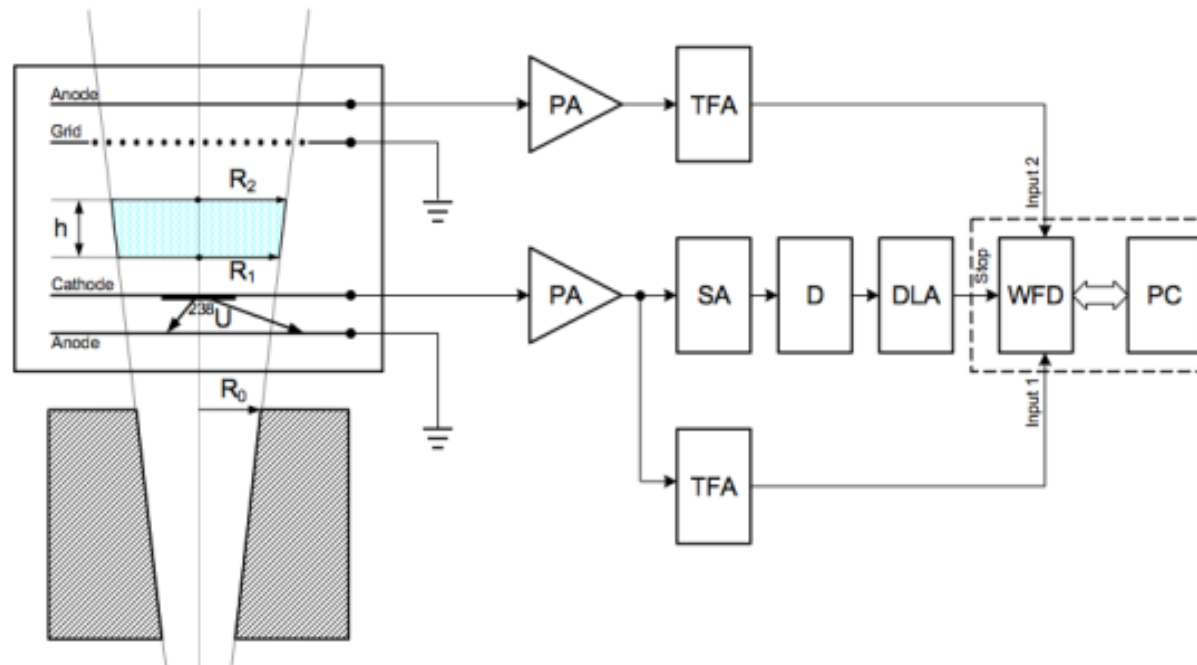 Anode
PA
TFA
Grid
Input 2
R2
h
R1
Stop
Cathode
PA
SA
D
DLA
WFD
PC
238U
Anode
R0
Input 1
TFA